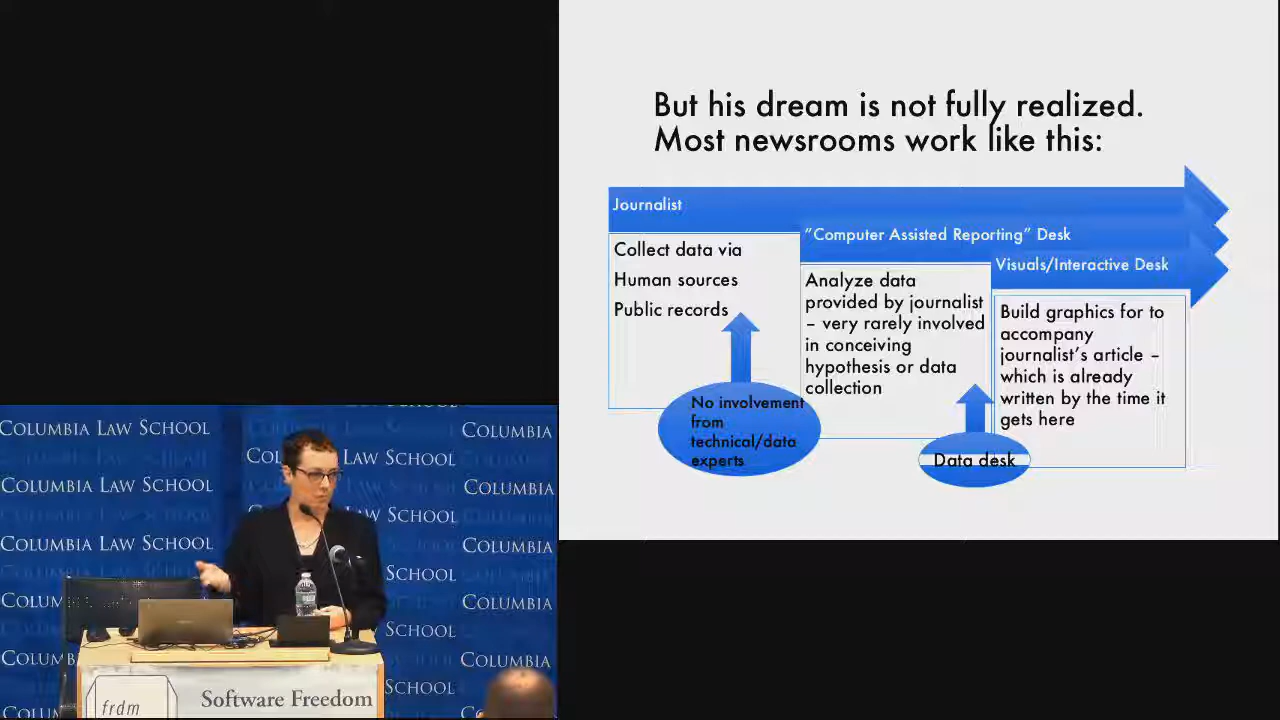 But his dream is not fully realized.
Most newsrooms work like this:
Journalist
Collect data via
Human sources
Public records
No involvement
from
technical/data
experts
”Computer Assisted Reporting” Desk
Analyze data
provided by journalist
– very rarely involved
in conceiving
hypothesis or data
collection
Data desk
Visuals/Interactive Desk
Build graphics for to
accompany
journalist’s article –
which is already
written by the time it
gets here
COLUMBIA LAW SCHOOL COLUMBIA
COLUMBIA LAW SCHOOL
COLUMBIA LAW SCHOOL COLUMBIA
LAW SCHOOL
COLUMBIA LAW SCHOOL COLUMBIA
SCHOOL
COLUMBIA
SCHOOL
COLUMBIA
SCHOOL
frdm
Software Freedom